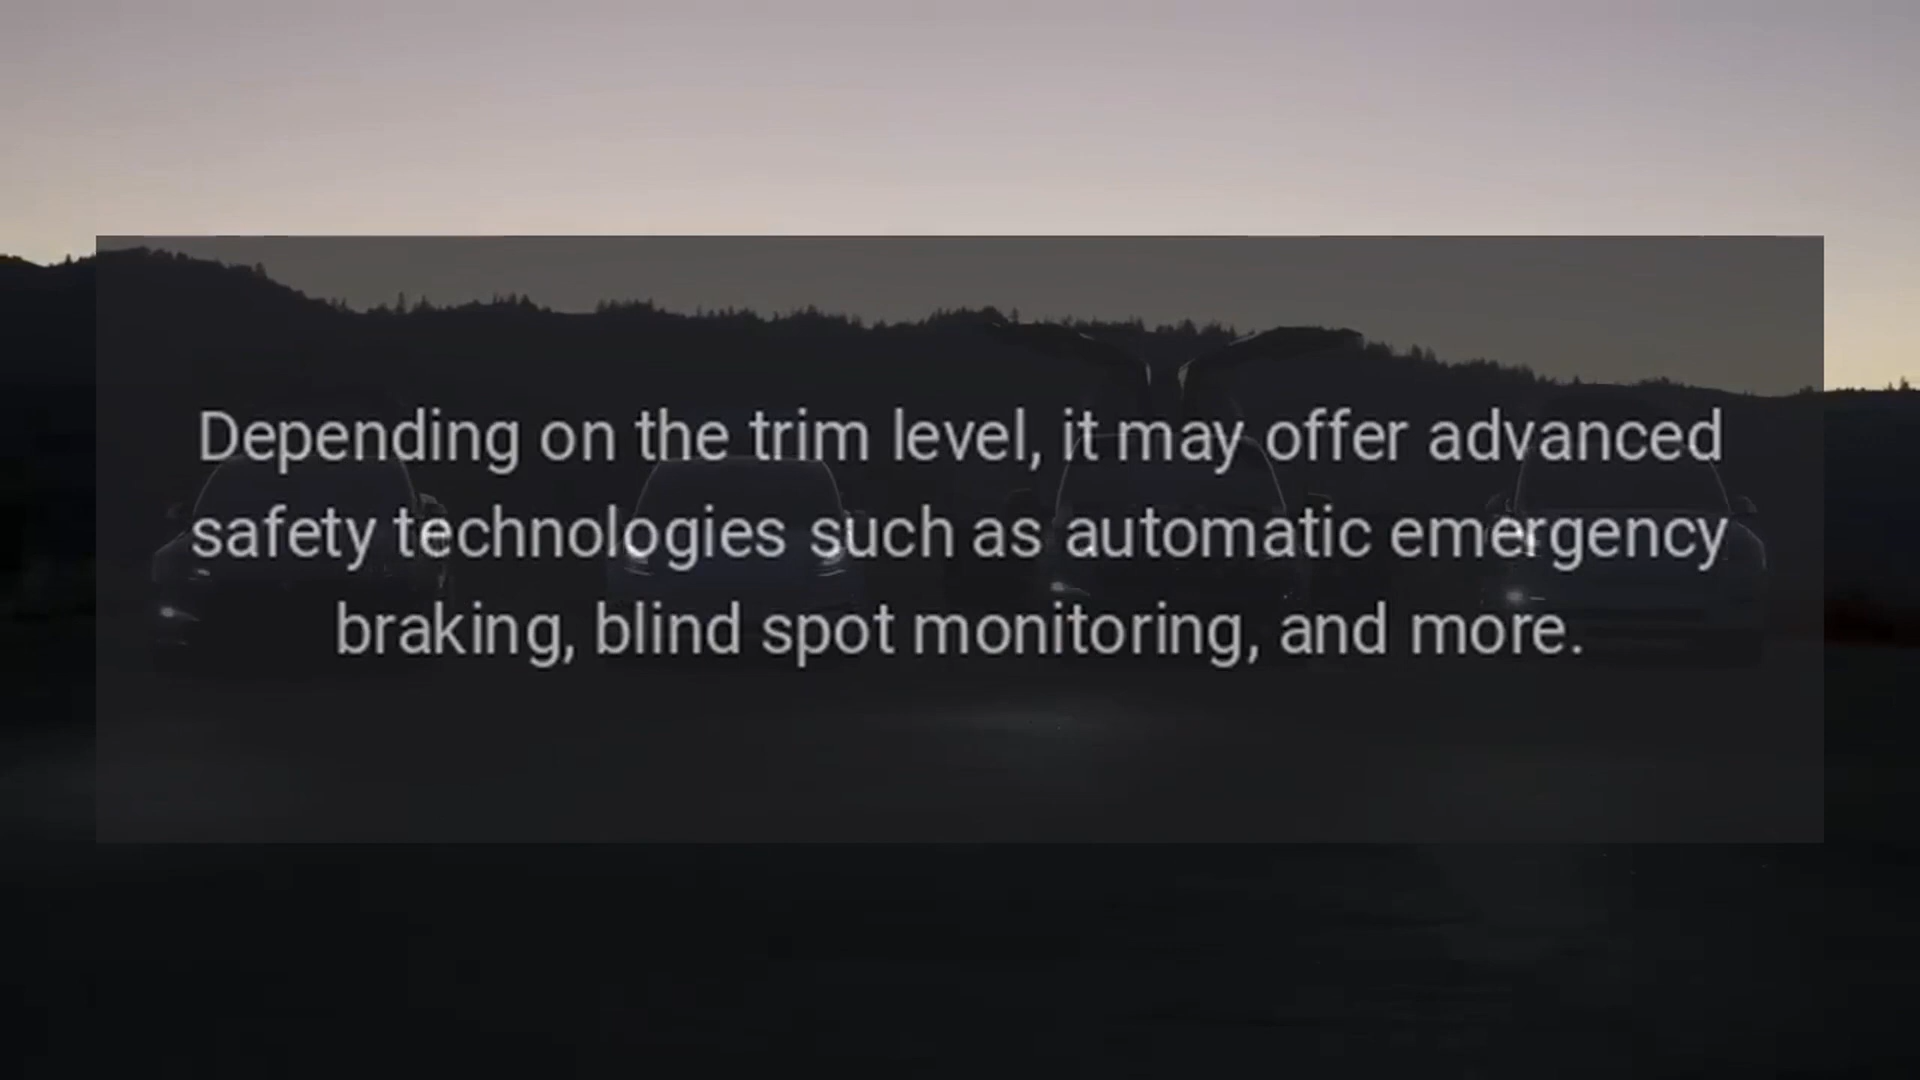 Depending on the trim level, it may offer advanced
safety technologies such as automatic emergency
braking, blind spot monitoring, and more.